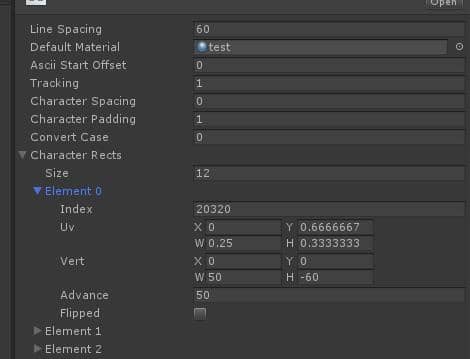 Open
Line Spacing 60
Default Material test
Ascii Start Offset 0
Tracking 1
Character Spacing 0
Character Padding 1
Convert Case 0
Character Rects
Size 12
Element 0
Index 20320
Uv X 0 Y 0.6666667
W 0.25 H 0.3333333
Vert X 0 Y 0
W 50 H -60
Advance 50
Flipped
Element 1
Element 2